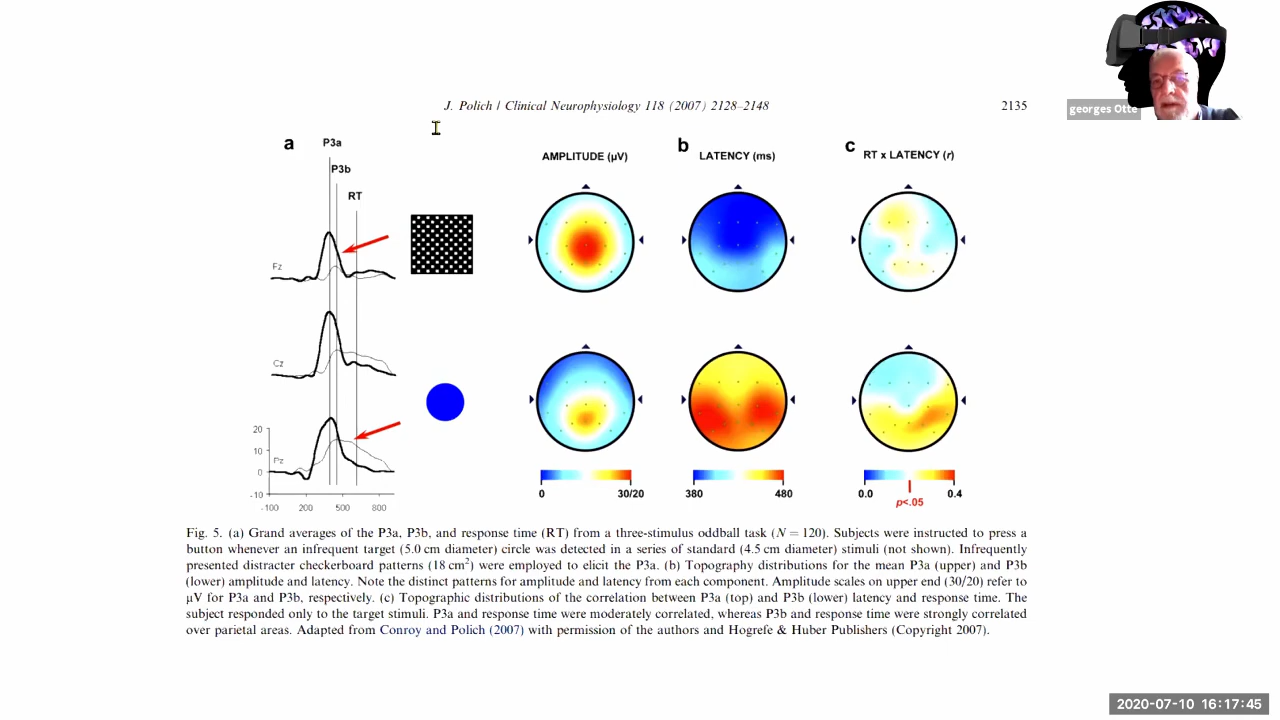 J. Polich / Clinical Neurophysiology 118 (2007) 2128–2148 2135
georges Otte
a
P3a
P3b
RT
Fz
Cz
Pz
20
10
0
-10
-100 200 500 800
AMPLITUDE (µV)
b LATENCY (ms)
c RT x LATENCY (r)
0 30/20
380 480
0.0 0.4
p<.05
Fig. 5. (a) Grand averages of the P3a, P3b, and response time (RT) from a three-stimulus oddball task (N = 120). Subjects were instructed to press a
button whenever an infrequent target (5.0 cm diameter) circle was detected in a series of standard (4.5 cm diameter) stimuli (not shown). Infrequently
presented distracter checkerboard patterns (18 cm²) were employed to elicit the P3a. (b) Topography distributions for the mean P3a (upper) and P3b
(lower) amplitude and latency. Note the distinct patterns for amplitude and latency from each component. Amplitude scales on upper end (30/20) refer to
µV for P3a and P3b, respectively. (c) Topographic distributions of the correlation between P3a (top) and P3b (lower) latency and response time. The
subject responded only to the target stimuli. P3a and response time were moderately correlated, whereas P3b and response time were strongly correlated
over parietal areas. Adapted from Conroy and Polich (2007) with permission of the authors and Hogrefe & Huber Publishers (Copyright 2007).
2020-07-10 16:17:45